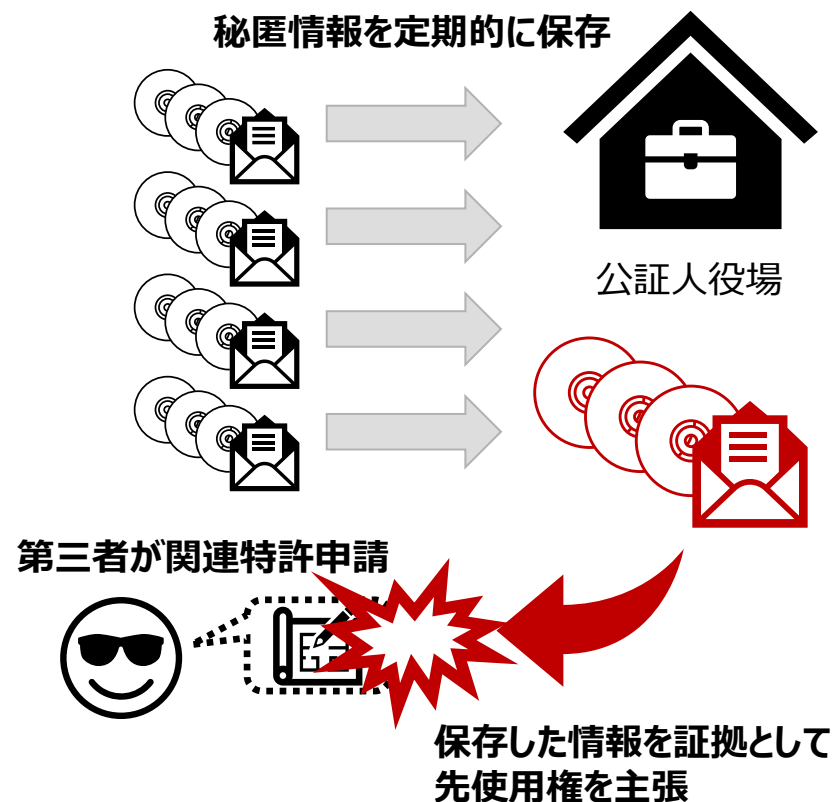 秘匿情報を定期的に保存
公証人役場
第三者が関連特許申請
保存した情報を証拠として
先使用権を主張